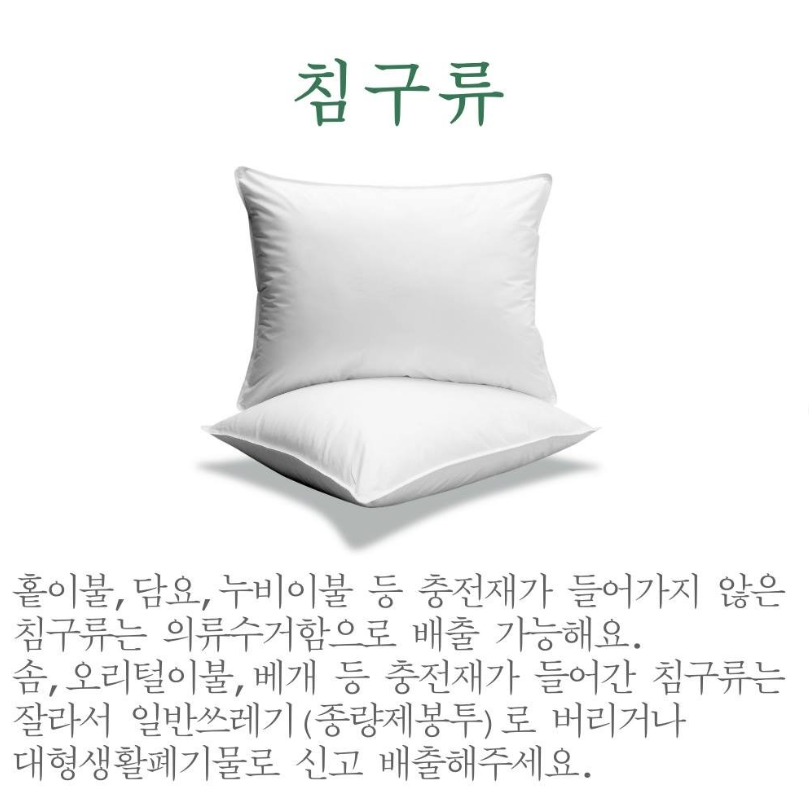 침구류
홑이불,담요,누비이불 등 충전재가 들어가지 않은
침구류는 의류수거함으로 배출 가능해요.
솜,오리털이불,베개 등 충전재가 들어간 침구류는
잘라서 일반쓰레기(종량제봉투)로 버리거나
대형생활폐기물로 신고 배출해주세요.